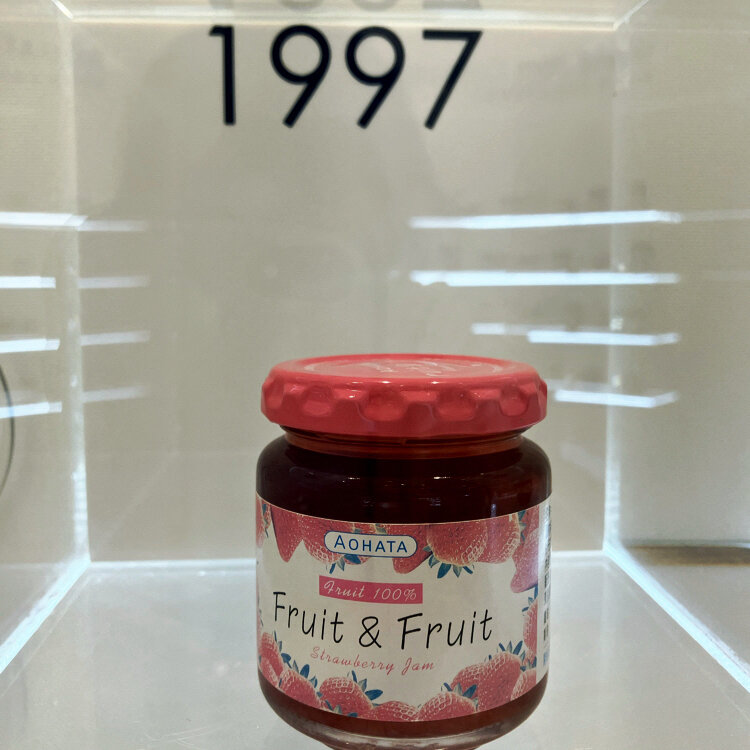 1997
AOHATA
Fruit 100%
Fruit & Fruit
Strawberry Jam